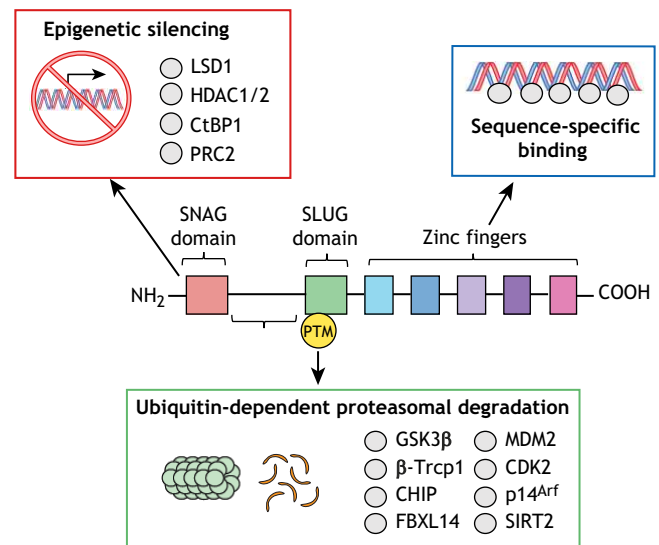 Epigenetic silencing
LSD1
HDAC1/2
CtBP1
PRC2
Sequence-specific
binding
SNAG
domain
SLUG
domain
Zinc fingers
NH₂
COOH
PTM
Ubiquitin-dependent proteasomal degradation
GSK3β
β-Trcp1
CHIP
FBXL14
MDM2
CDK2
p14ᴬʳᶠ
SIRT2